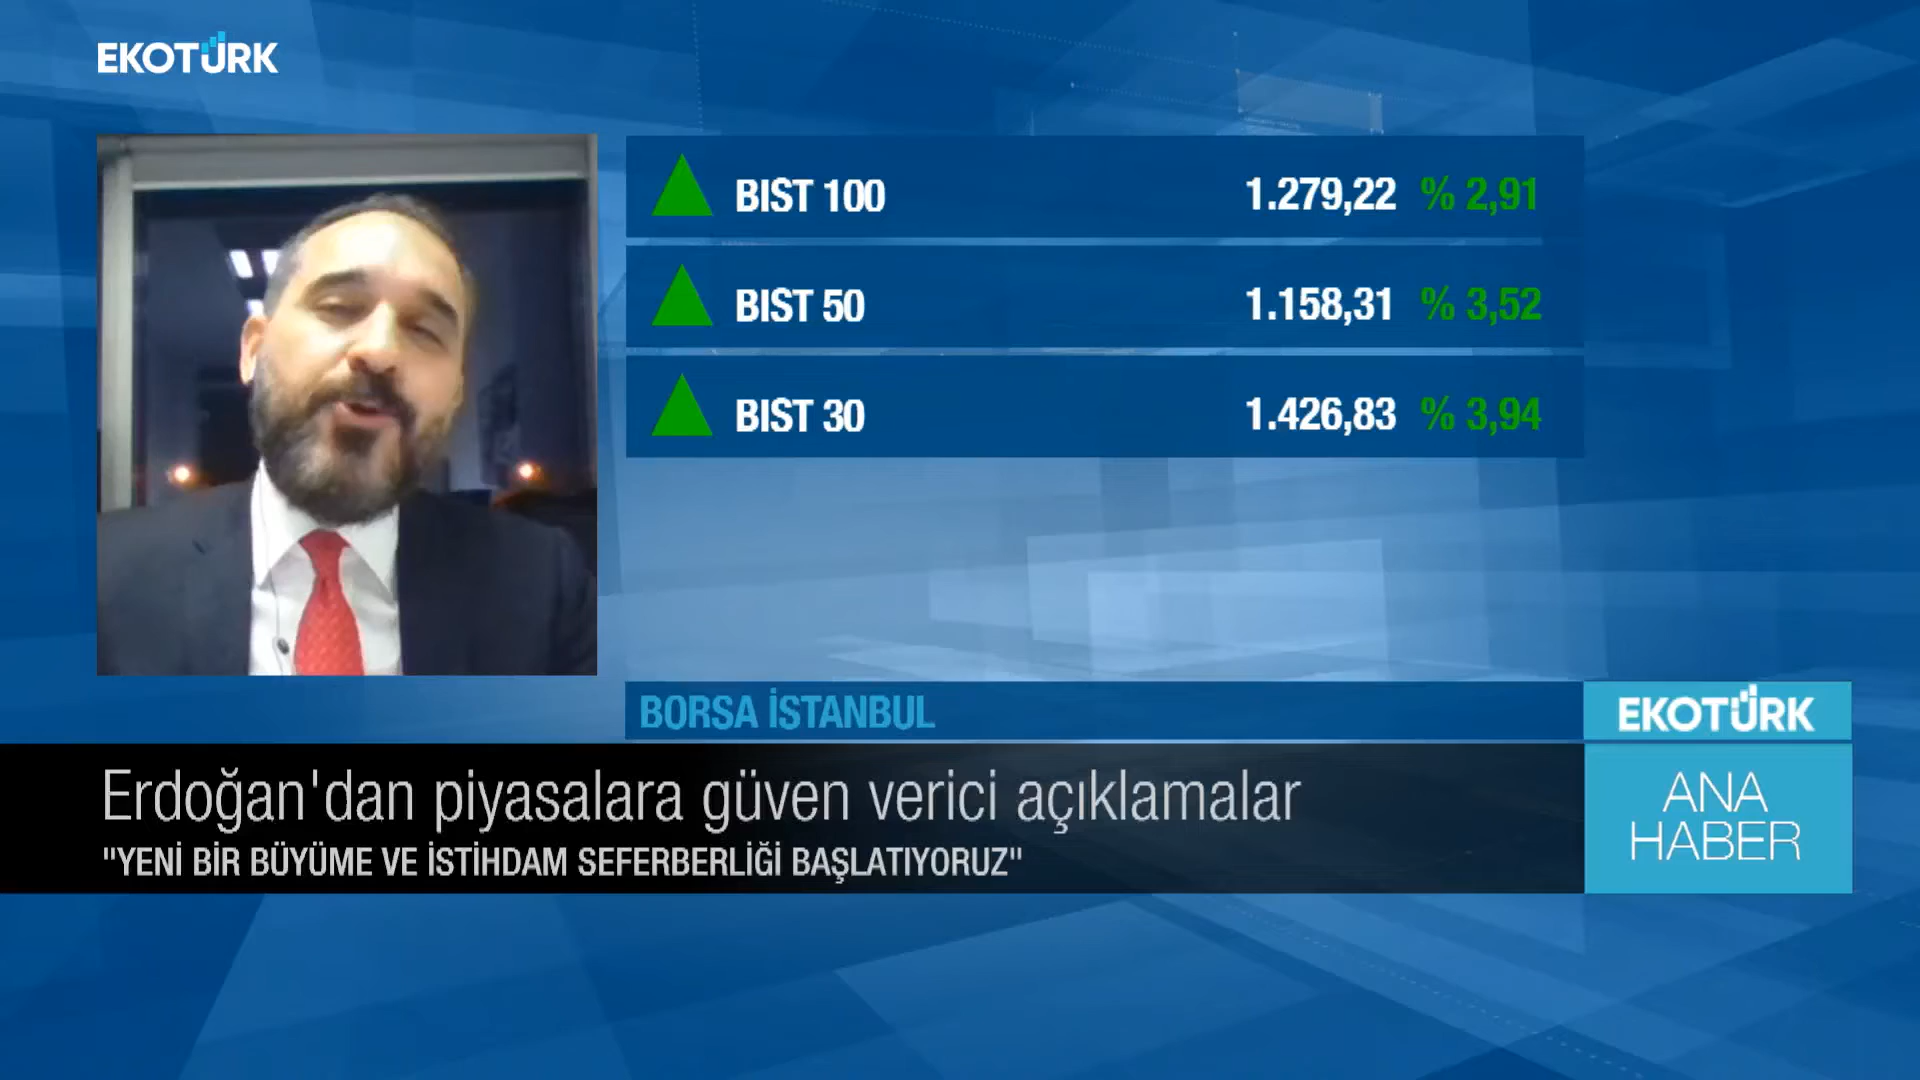 EKOTÜRK
BIST 100 1.279,22 % 2,91
BIST 50 1.158,31 % 3,52
BIST 30 1.426,83 % 3,94
BORSA İSTANBUL
EKOTÜRK
Erdoğan'dan piyasalara güven verici açıklamalar
"YENİ BİR BÜYÜME VE İSTİHDAM SEFERBERLİĞİ BAŞLATIYORUZ"
ANA
HABER